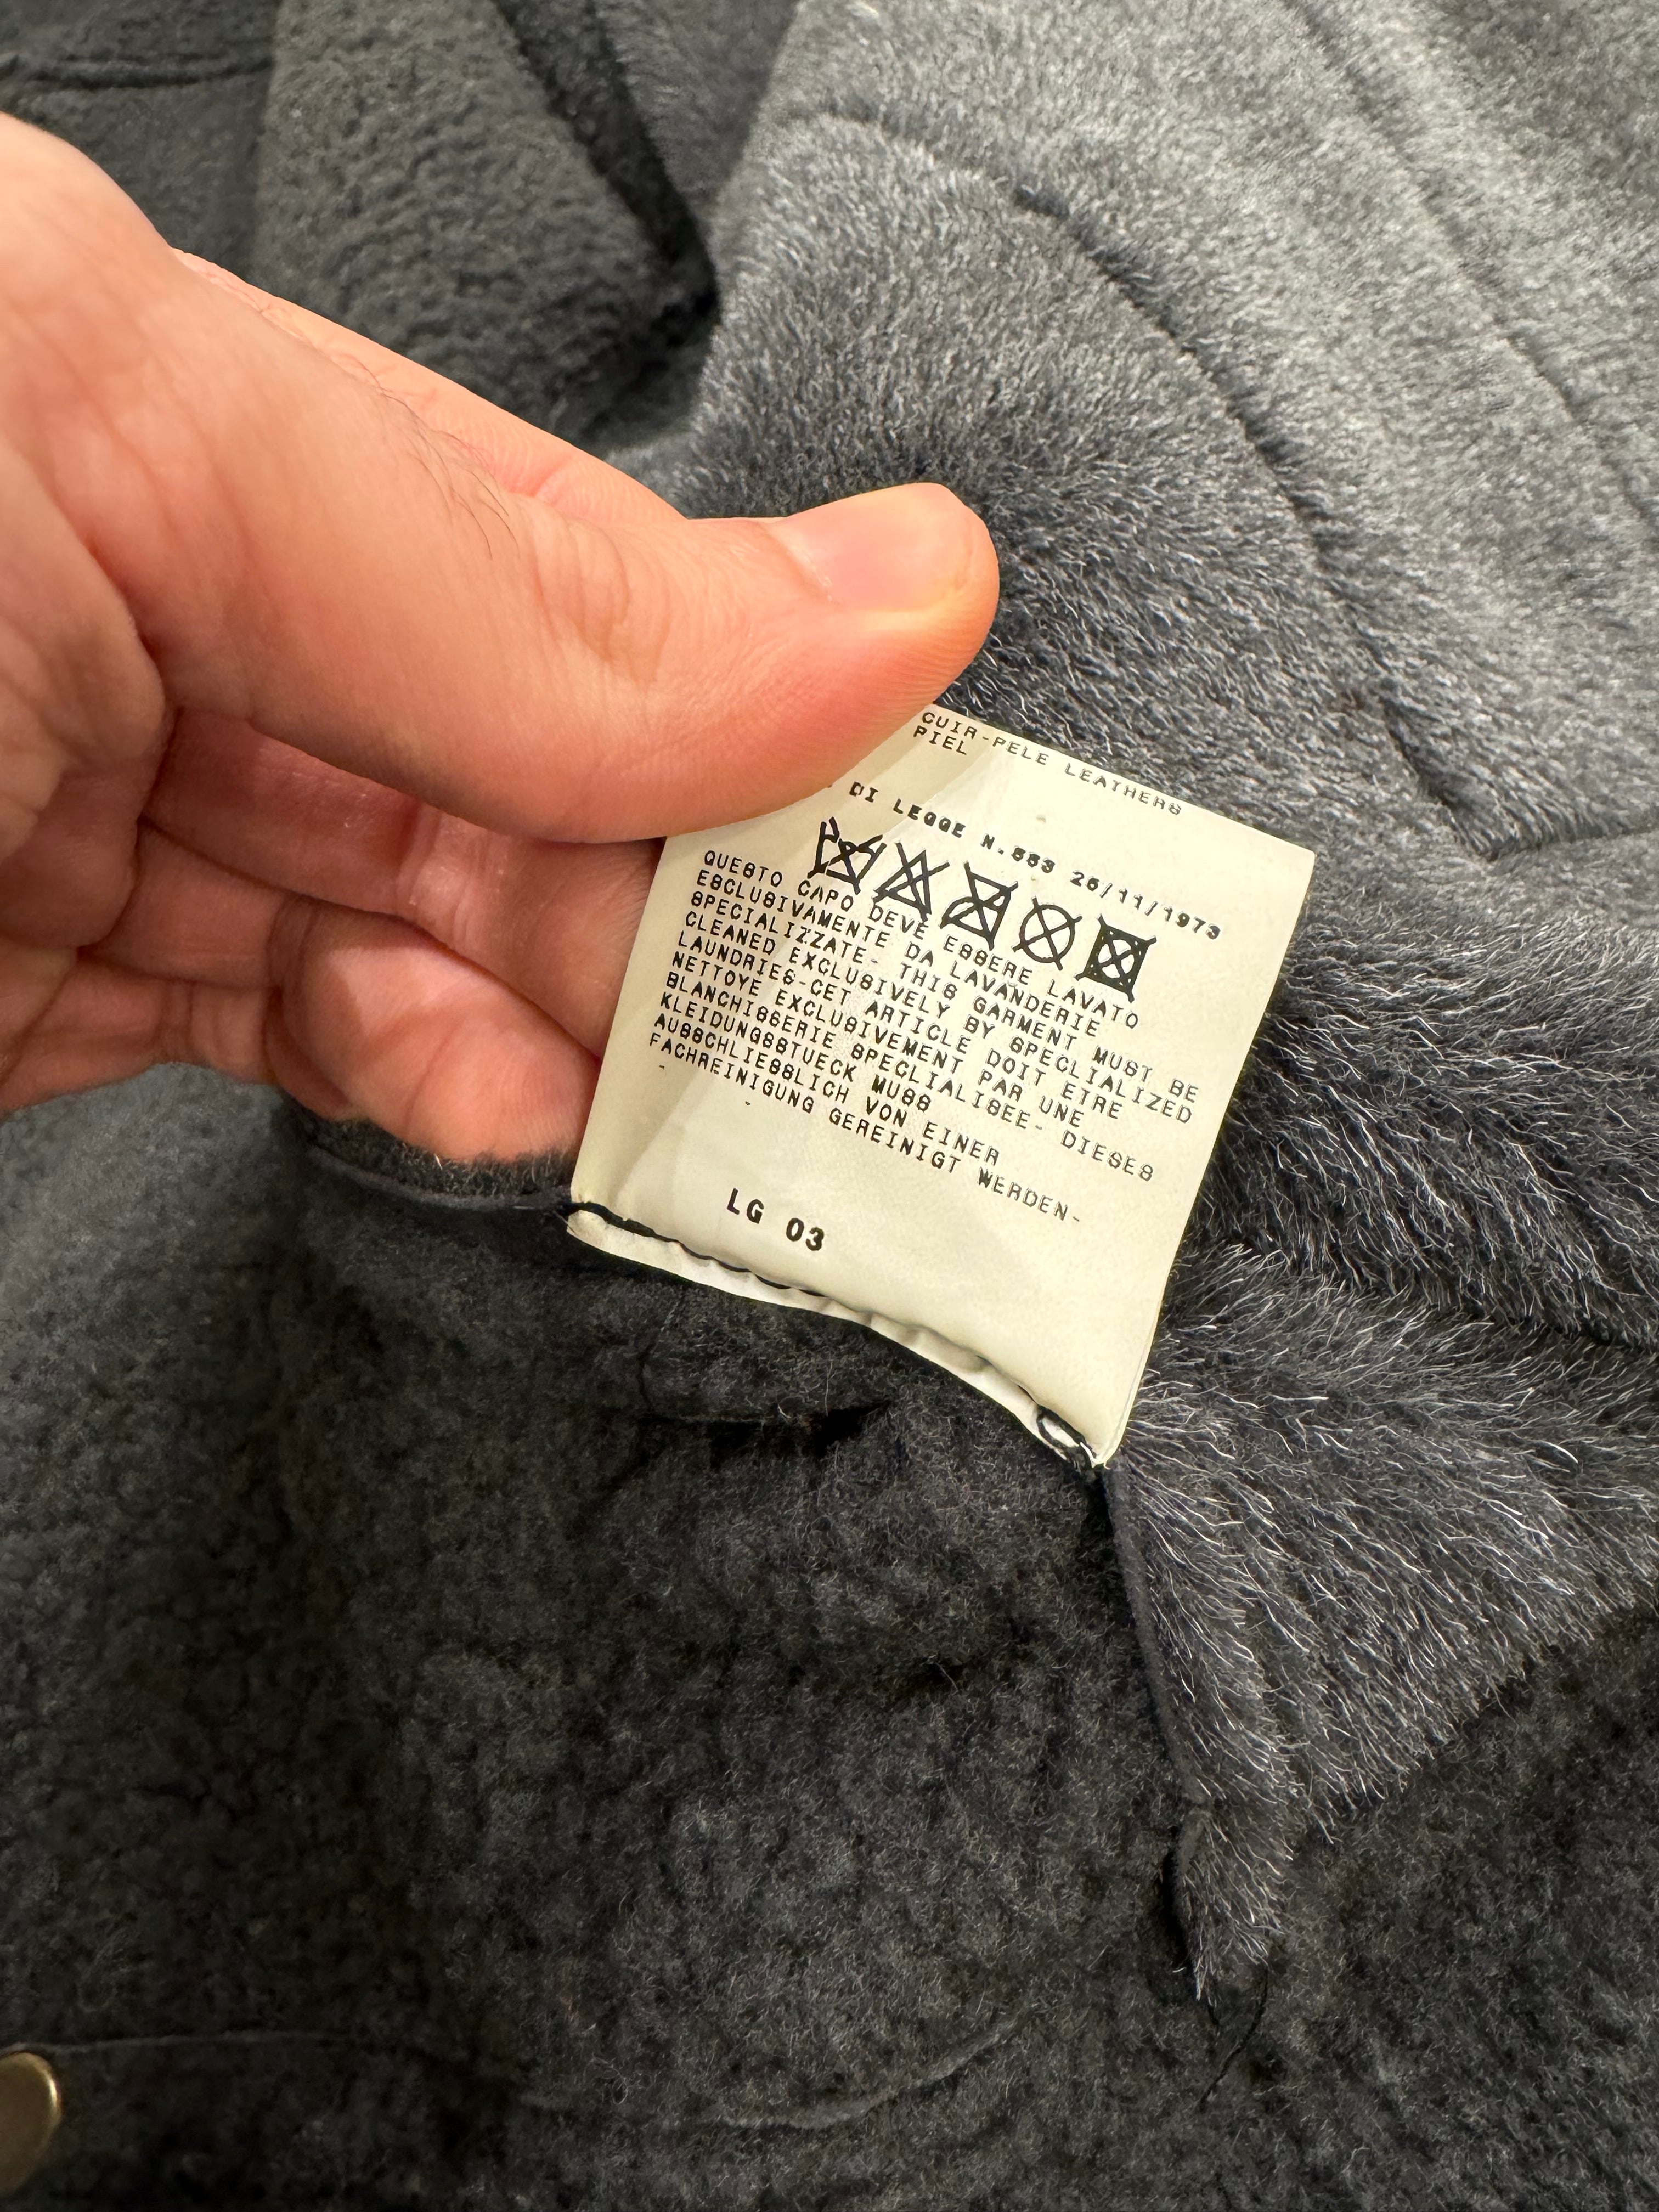 CUIR-PELE LEATHERS
PIEL
DI LEGGE N.883 26/11/1973
QUESTO CAPO DEVE ESSERE LAVATO
ESCLUSIVAMENTE DA LAVANDERIE
SPECIALIZZATE- THIS GARMENT MUST BE
CLEANED EXCLUSIVELY BY SPECLIALIZED
LAUNDRIES-CET ARTICLE DOIT ETRE
NETTOYE EXCLUSIVEMENT PAR UNE
BLANCHISSERIE SPECLIALISEE- DIESES
KLEIDUNGSSTUECK MUSS
AUSSCHLIESSLICH VON EINER
FACHREINIGUNG GEREINIGT WERDEN-
- -
LG 03